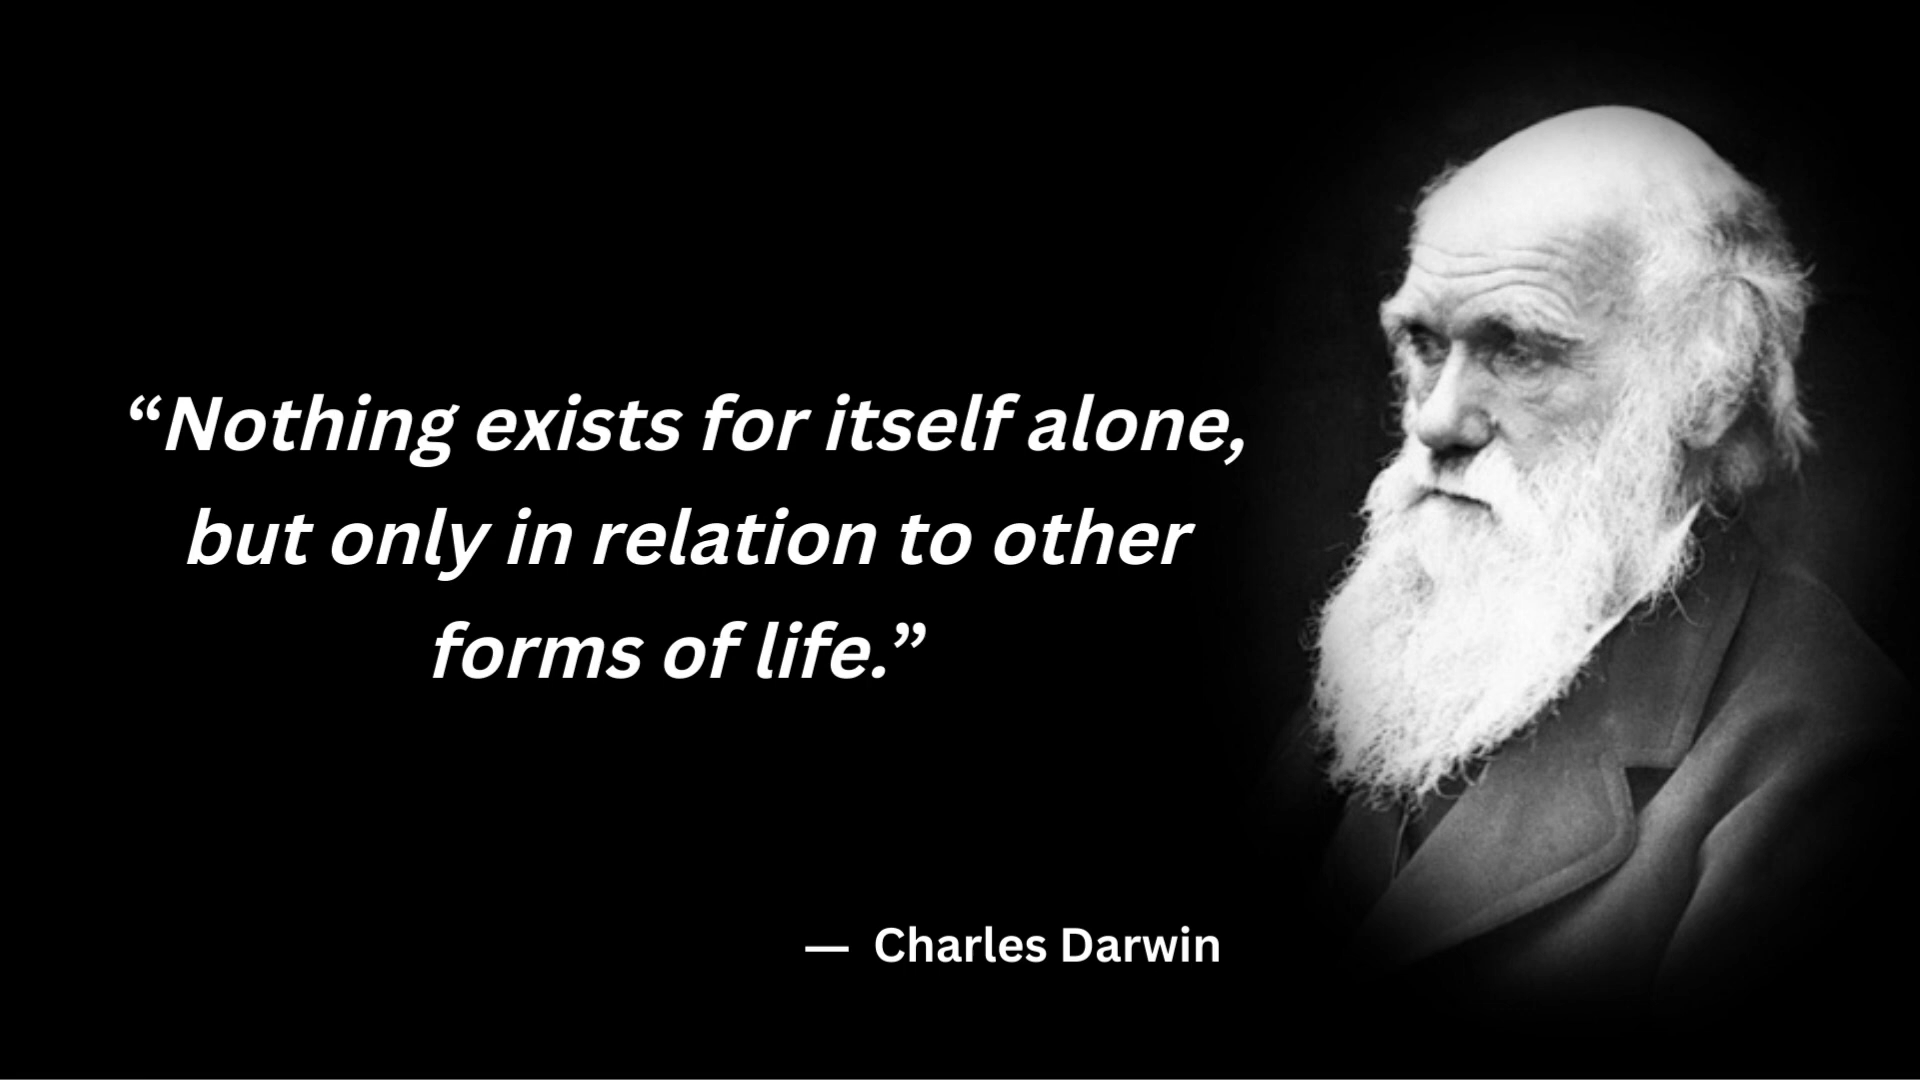 “Nothing exists for itself alone,
but only in relation to other
forms of life.”
— Charles Darwin